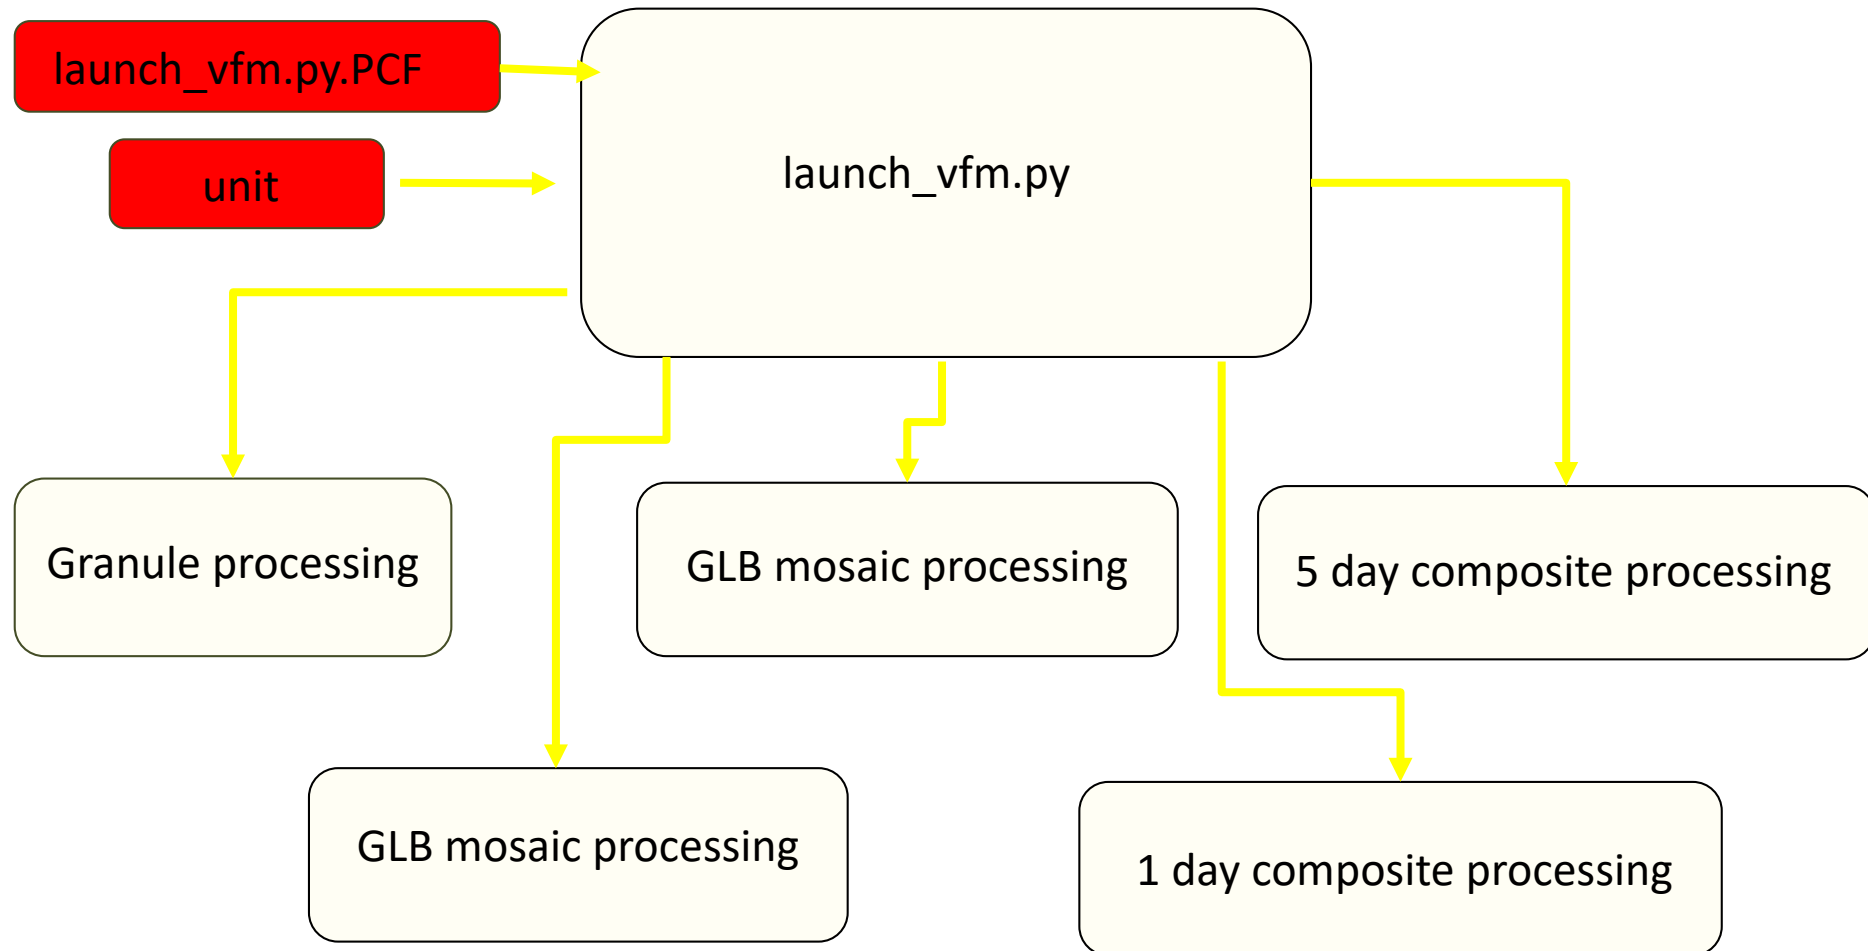 launch_vfm.py.PCF
unit
launch_vfm.py
Granule processing
GLB mosaic processing
5 day composite processing
GLB mosaic processing
1 day composite processing